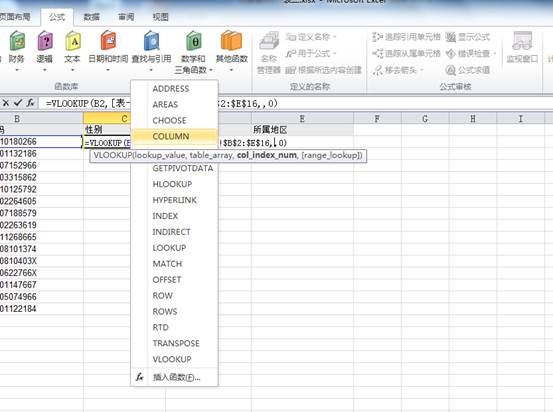 xlsx - Microsoft Excel
公式 数据 审阅 视图
财务 逻辑 文本 日期和时间 查找与引用 数学和三角函数 其他函数
函数库
名称管理器
定义名称
用于公式
根据所选内容创建
定义的名称
追踪引用单元格
追踪从属单元格
移去箭头
显示公式
错误检查
公式求值
公式审核
监视窗口
=VLOOKUP(B2,[表一 2:$E$16,,0)
B C D E F G H I
码 性别 所属地区
10180266 =VLOOKUP( !$B$2:$E$16,,0)
VLOOKUP(lookup_value, table_array, col_index_num, [range_lookup])
01132186
07152966
03315862
10125792
02264605
07188579
02263619
11268665
08101374
0810403X
0622766X
01147667
05074966
01122184
ADDRESS
AREAS
CHOOSE
COLUMN
GETPIVOTDATA
HLOOKUP
HYPERLINK
INDEX
INDIRECT
LOOKUP
MATCH
OFFSET
ROW
ROWS
RTD
TRANSPOSE
VLOOKUP
fx 插入函数(F)...